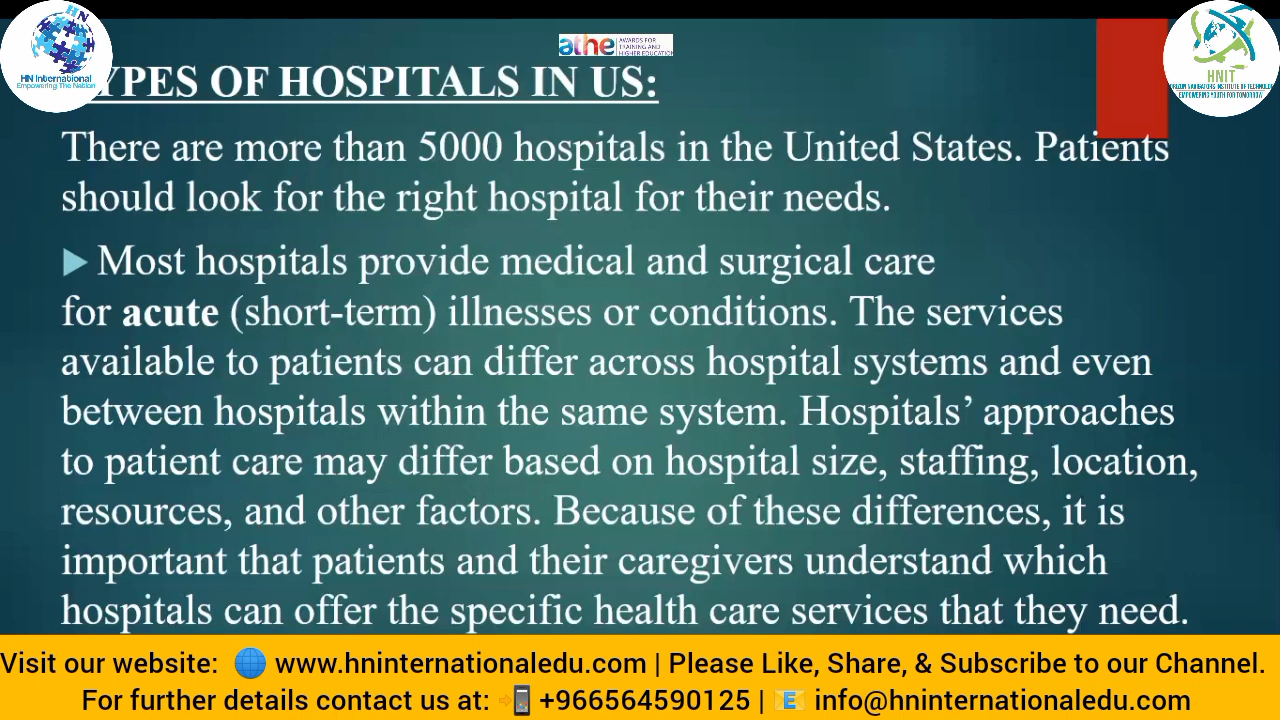 HN
HN International
Empowering The Nation
athe AWARDS FOR
TRAINING AND
HIGHER EDUCATION
HNIT
EMPOWERING YOUTH FOR TOMORROW
YPES OF HOSPITALS IN US:
There are more than 5000 hospitals in the United States. Patients
should look for the right hospital for their needs.
Most hospitals provide medical and surgical care
for acute (short-term) illnesses or conditions. The services
available to patients can differ across hospital systems and even
between hospitals within the same system. Hospitals’ approaches
to patient care may differ based on hospital size, staffing, location,
resources, and other factors. Because of these differences, it is
important that patients and their caregivers understand which
hospitals can offer the specific health care services that they need.
Visit our website: 🌐 www.hninternationaledu.com | Please Like, Share, & Subscribe to our Channel.
For further details contact us at: 📲 +966564590125 | 📧 info@hninternationaledu.com